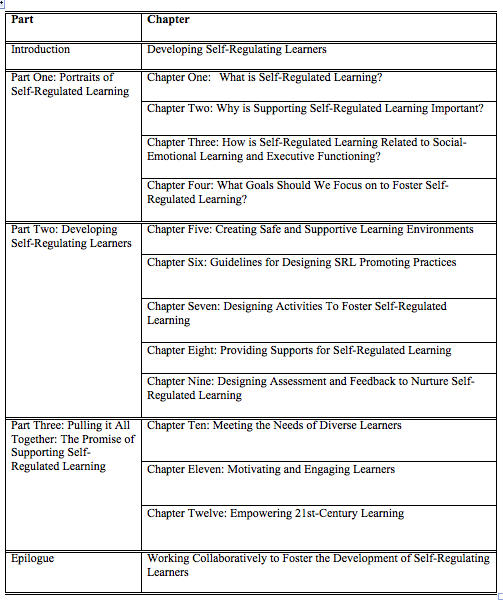 Part Chapter
Introduction Developing Self-Regulating Learners
Part One: Portraits of
Self-Regulated Learning
Chapter One: What is Self-Regulated Learning?
Chapter Two: Why is Supporting Self-Regulated Learning Important?
Chapter Three: How is Self-Regulated Learning Related to Social-
Emotional Learning and Executive Functioning?
Chapter Four: What Goals Should We Focus on to Foster Self-
Regulated Learning?
Part Two: Developing
Self-Regulating Learners
Chapter Five: Creating Safe and Supportive Learning Environments
Chapter Six: Guidelines for Designing SRL Promoting Practices
Chapter Seven: Designing Activities To Foster Self-Regulated
Learning
Chapter Eight: Providing Supports for Self-Regulated Learning
Chapter Nine: Designing Assessment and Feedback to Nurture Self-
Regulated Learning
Part Three: Pulling it All
Together: The Promise of
Supporting Self-
Regulated Learning
Chapter Ten: Meeting the Needs of Diverse Learners
Chapter Eleven: Motivating and Engaging Learners
Chapter Twelve: Empowering 21st-Century Learning
Epilogue
Working Collaboratively to Foster the Development of Self-Regulating
Learners